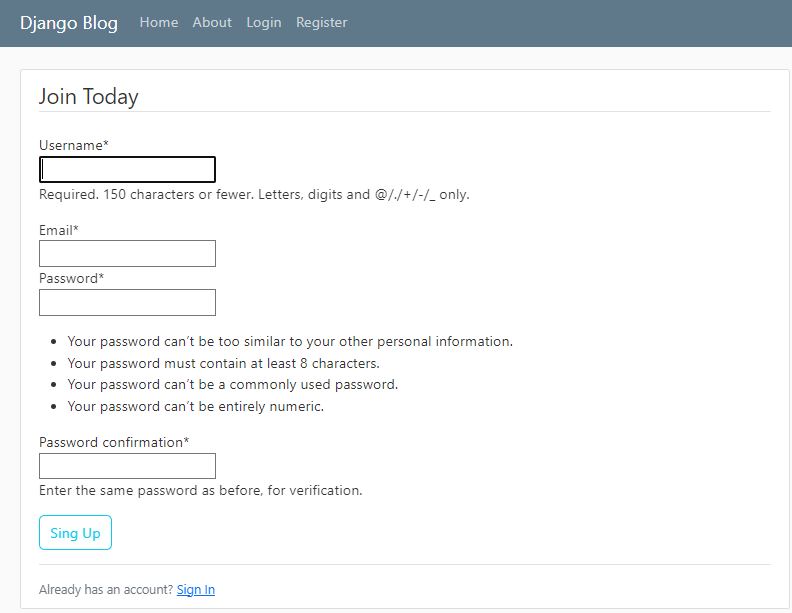 Django Blog Home About Login Register
Join Today
Username*
Required. 150 characters or fewer. Letters, digits and @/./+/-/_ only.
Email*
Password*
Your password can't be too similar to your other personal information.
Your password must contain at least 8 characters.
Your password can't be a commonly used password.
Your password can't be entirely numeric.
Password confirmation*
Enter the same password as before, for verification.
Sing Up
Already has an account? Sign In